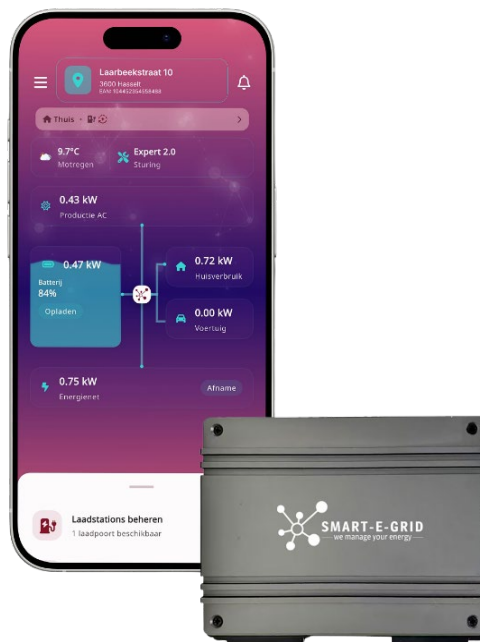 Laarbeekstraat 10
3600 Hasselt
Thuis
9.7°C
Motregen
Expert 2.0
Sturing
0.43 kW
Productie AC
0.47 kW
Batterij
84%
Opladen
0.72 kW
Huisverbruik
0.00 kW
Voertuig
0.75 kW
Energienet
Afname
Laadstations beheren
1 laadpoort beschikbaar
SMART-E-GRID
we manage your energy